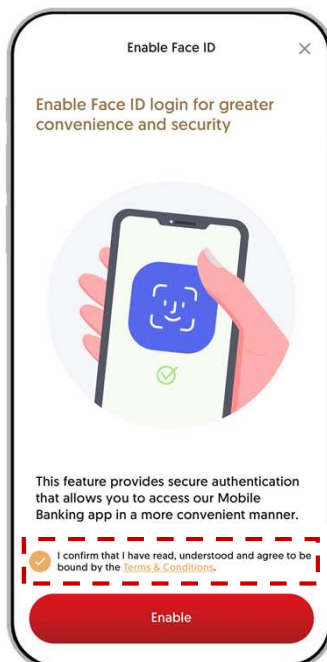 Enable Face ID
Enable Face ID login for greater
convenience and security
This feature provides secure authentication
that allows you to access our Mobile
Banking app in a more convenient manner.
I confirm that I have read, understood and agree to be
bound by the Terms & Conditions.
Enable